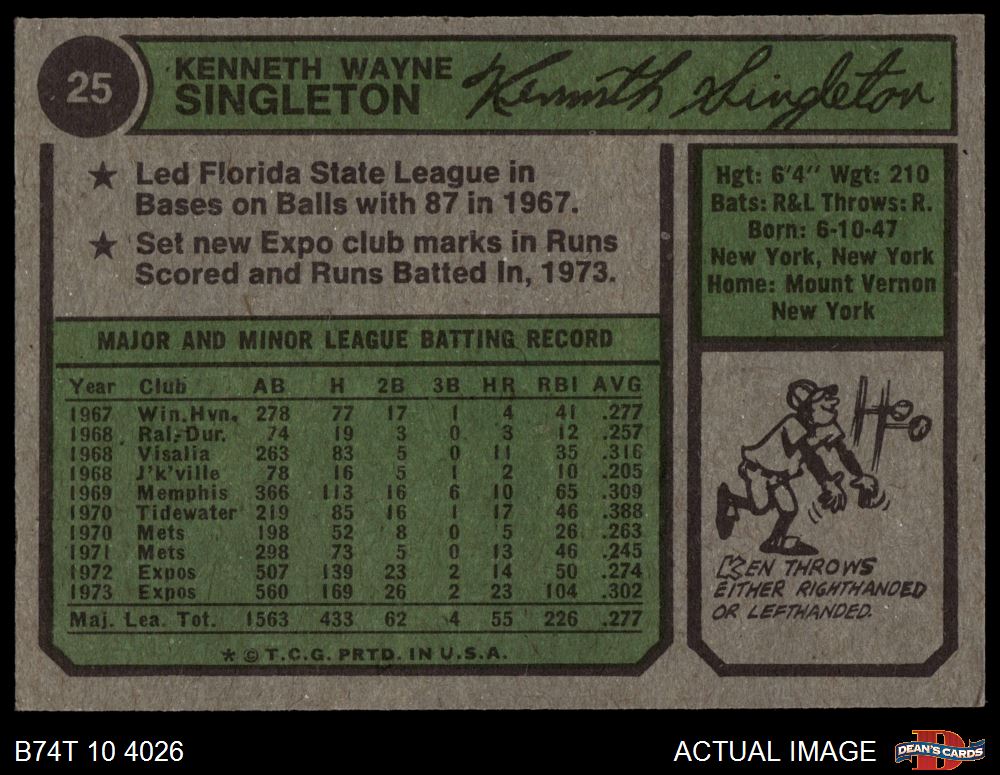 25
KENNETH WAYNE
SINGLETON
Kenneth Singleton
★ Led Florida State League in
Bases on Balls with 87 in 1967.
★ Set new Expo club marks in Runs
Scored and Runs Batted In, 1973.
Hgt: 6'4" Wgt: 210
Bats: R&L Throws: R.
Born: 6-10-47
New York, New York
Home: Mount Vernon
New York
MAJOR AND MINOR LEAGUE BATTING RECORD
Year Club AB H 2B 3B HR RBI AVG.
1967 Win. Hvn. 278 77 17 1 4 41 .277
1968 Ral.-Dur. 74 19 3 0 3 12 .257
1968 Visalia 263 83 5 0 11 35 .316
1968 J'k'ville 78 16 5 1 2 10 .205
1969 Memphis 366 113 16 6 10 65 .309
1970 Tidewater 219 85 16 1 17 46 .388
1970 Mets 198 52 8 0 5 26 .263
1971 Mets 298 73 5 0 13 46 .245
1972 Expos 507 139 23 2 14 50 .274
1973 Expos 560 169 26 2 23 104 .302
Maj. Lea. Tot. 1563 433 62 4 55 226 .277
* © T.C.G. PRTD. IN U.S.A.
KEN THROWS
EITHER RIGHTHANDED
OR LEFTHANDED.
B74T 10 4026
ACTUAL IMAGE
D
DEAN'S CARDS